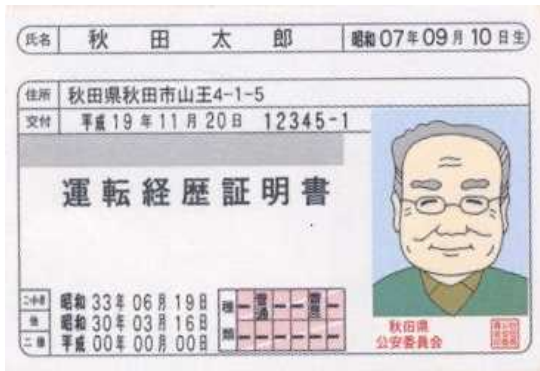 氏名 秋田太郎 昭和07年09月10日生
住所 秋田県秋田市山王4-1-5
交付 平成19年11月20日 12345-1
運転経歴証明書
二・小・原 昭和33年06月19日
他 昭和30年03月16日
二種 平成00年00月00日
種類 普通
秋田県
公安委員会